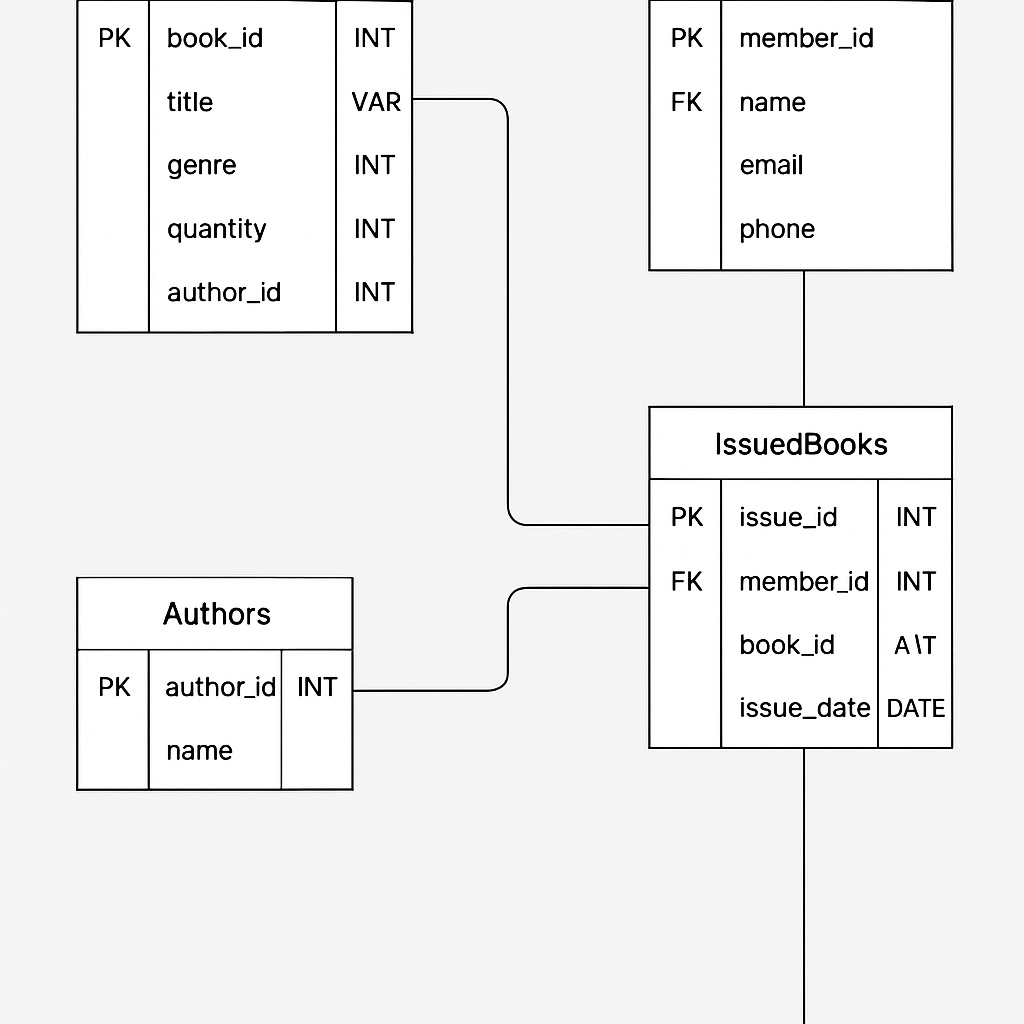 PK book_id INT
title VAR
genre INT
quantity INT
author_id INT
PK member_id
FK name
email
phone
IssuedBooks
PK issue_id INT
FK member_id INT
book_id A\T
issue_date DATE
Authors
PK author_id INT
name